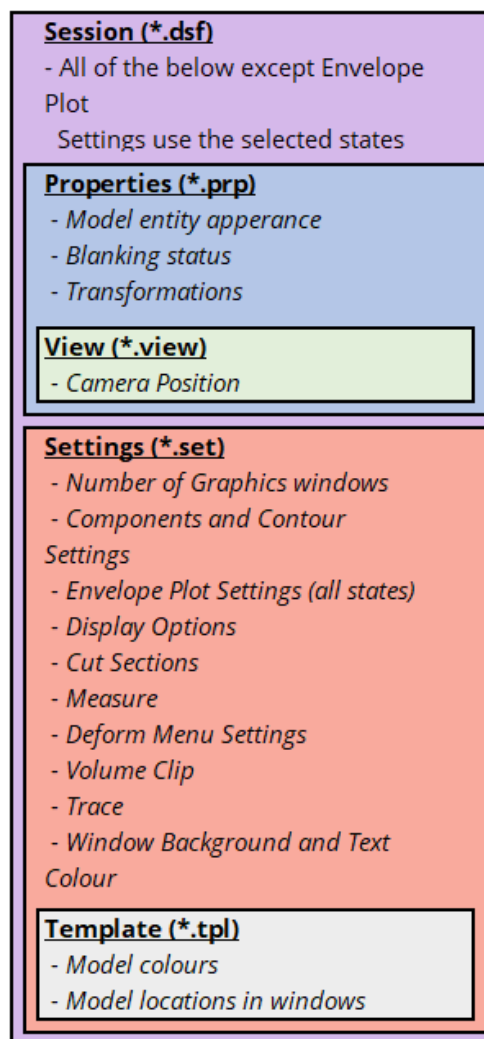 Session (*.dsf)
- All of the below except Envelope
Plot
Settings use the selected states
Properties (*.prp)
- Model entity apperance
- Blanking status
- Transformations
View (*.view)
- Camera Position
Settings (*.set)
- Number of Graphics windows
- Components and Contour
Settings
- Envelope Plot Settings (all states)
- Display Options
- Cut Sections
- Measure
- Deform Menu Settings
- Volume Clip
- Trace
- Window Background and Text
Colour
Template (*.tpl)
- Model colours
- Model locations in windows